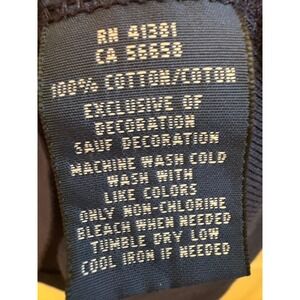 RN 41381
CA 56658
100% COTTON/COTON
EXCLUSIVE OF
DECORATION
SAUF DECORATION
MACHINE WASH COLD
WASH WITH
LIKE COLORS
ONLY NON-CHLORINE
BLEACH WHEN NEEDED
TUMBLE DRY LOW
COOL IRON IF NEEDED